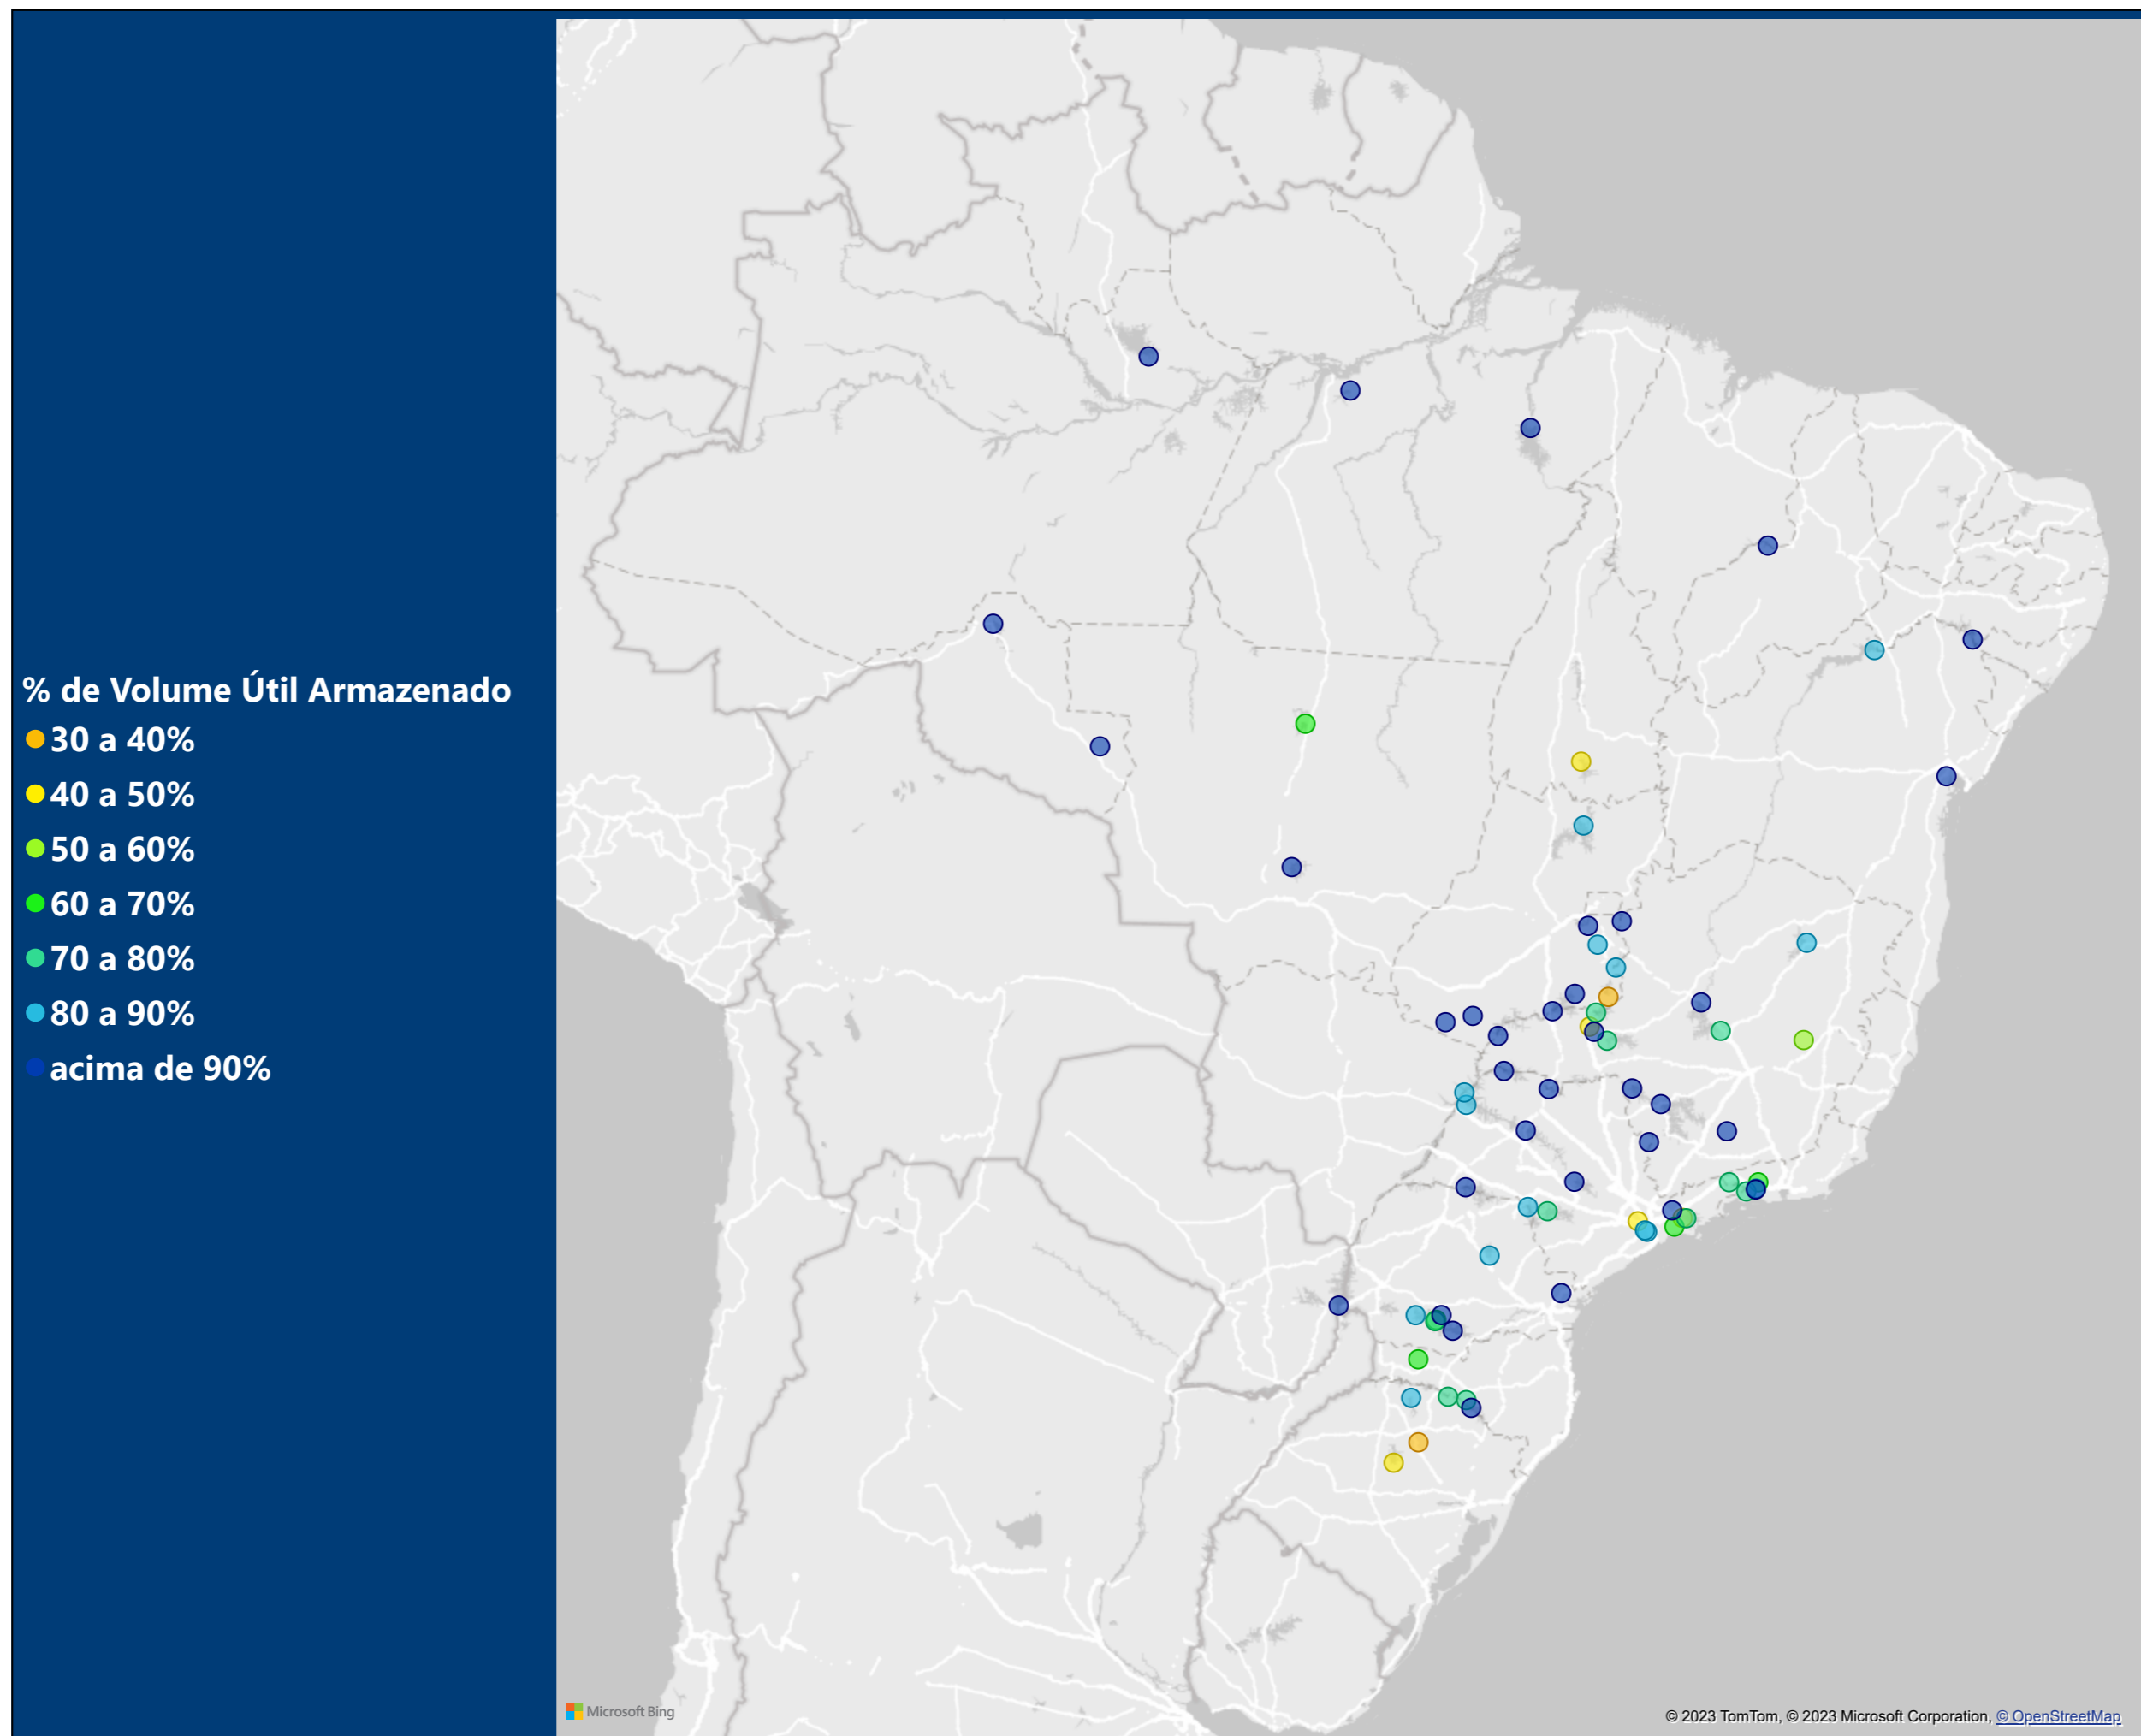 % de Volume Útil Armazenado
30 a 40%
40 a 50%
50 a 60%
60 a 70%
70 a 80%
80 a 90%
acima de 90%
Microsoft Bing
© 2023 TomTom, © 2023 Microsoft Corporation, © OpenStreetMap